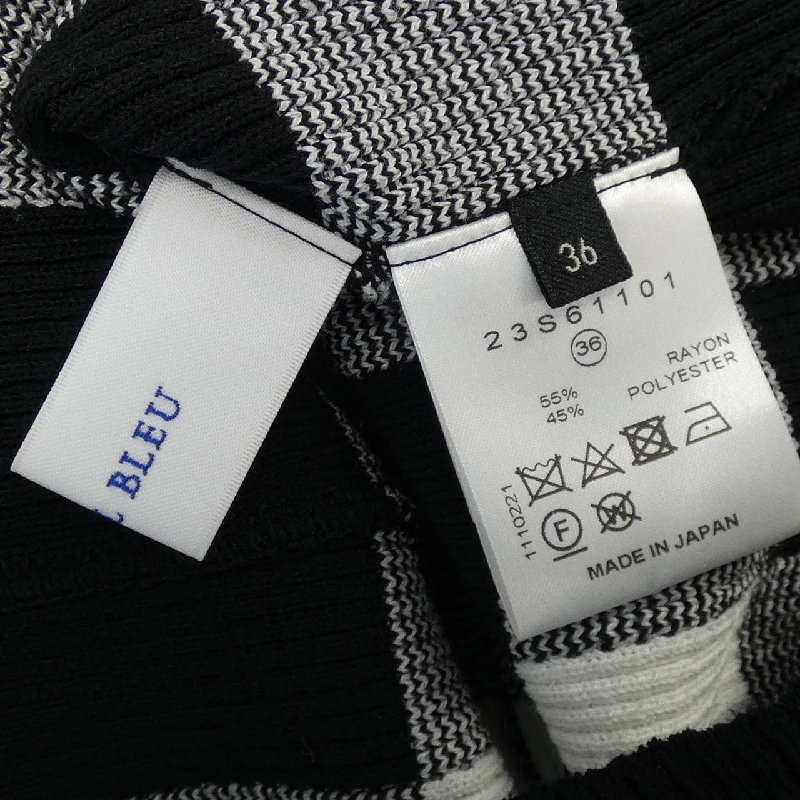 BLEU
36
23S61101
36
55% RAYON
45% POLYESTER
1110221
F
W
MADE IN JAPAN